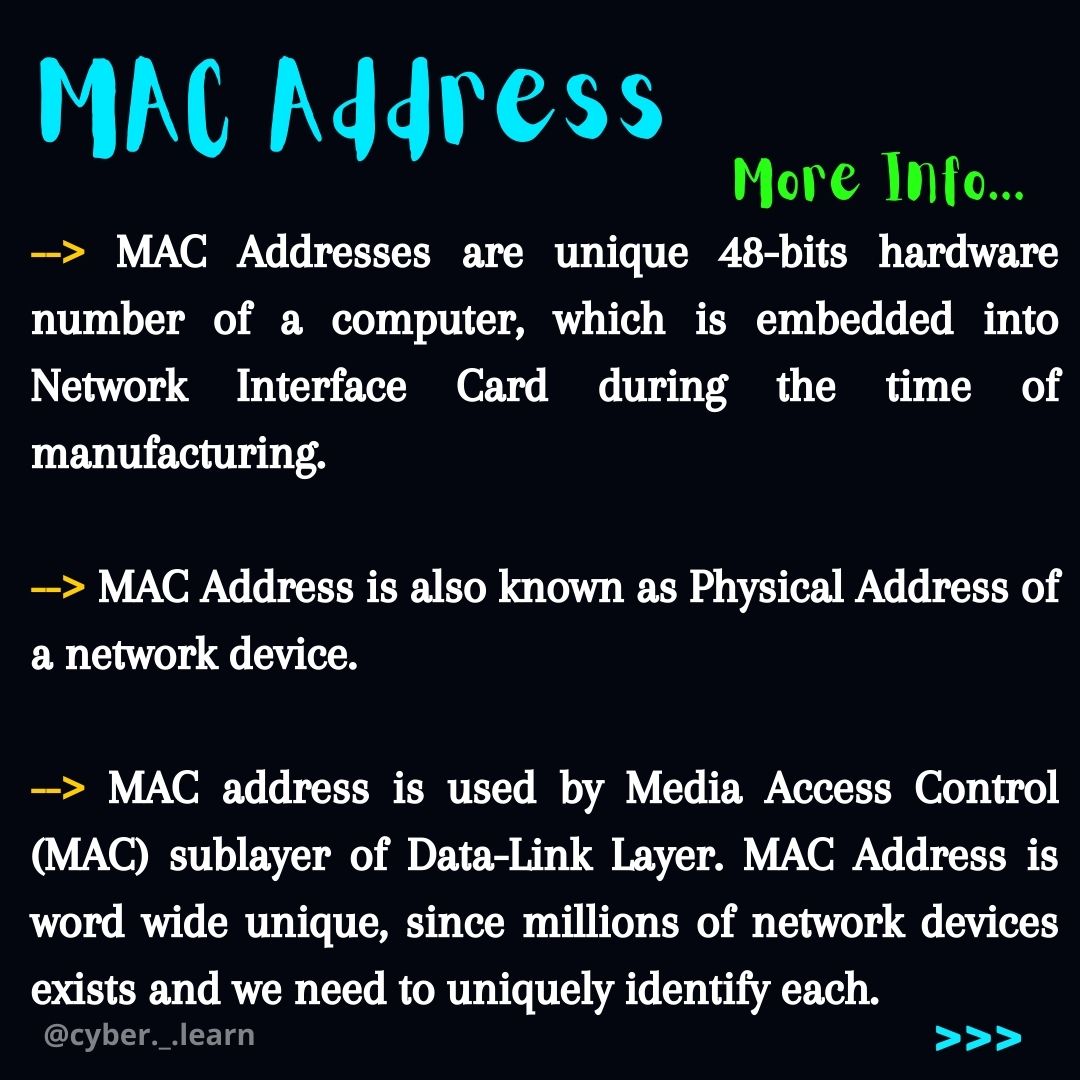 MAC Address
More Info...
--> MAC Addresses are unique 48-bits hardware
number of a computer, which is embedded into
Network Interface Card during the time of
manufacturing.
--> MAC Address is also known as Physical Address of
a network device.
--> MAC address is used by Media Access Control
(MAC) sublayer of Data-Link Layer. MAC Address is
word wide unique, since millions of network devices
exists and we need to uniquely identify each.
@cyber._.learn
>>>